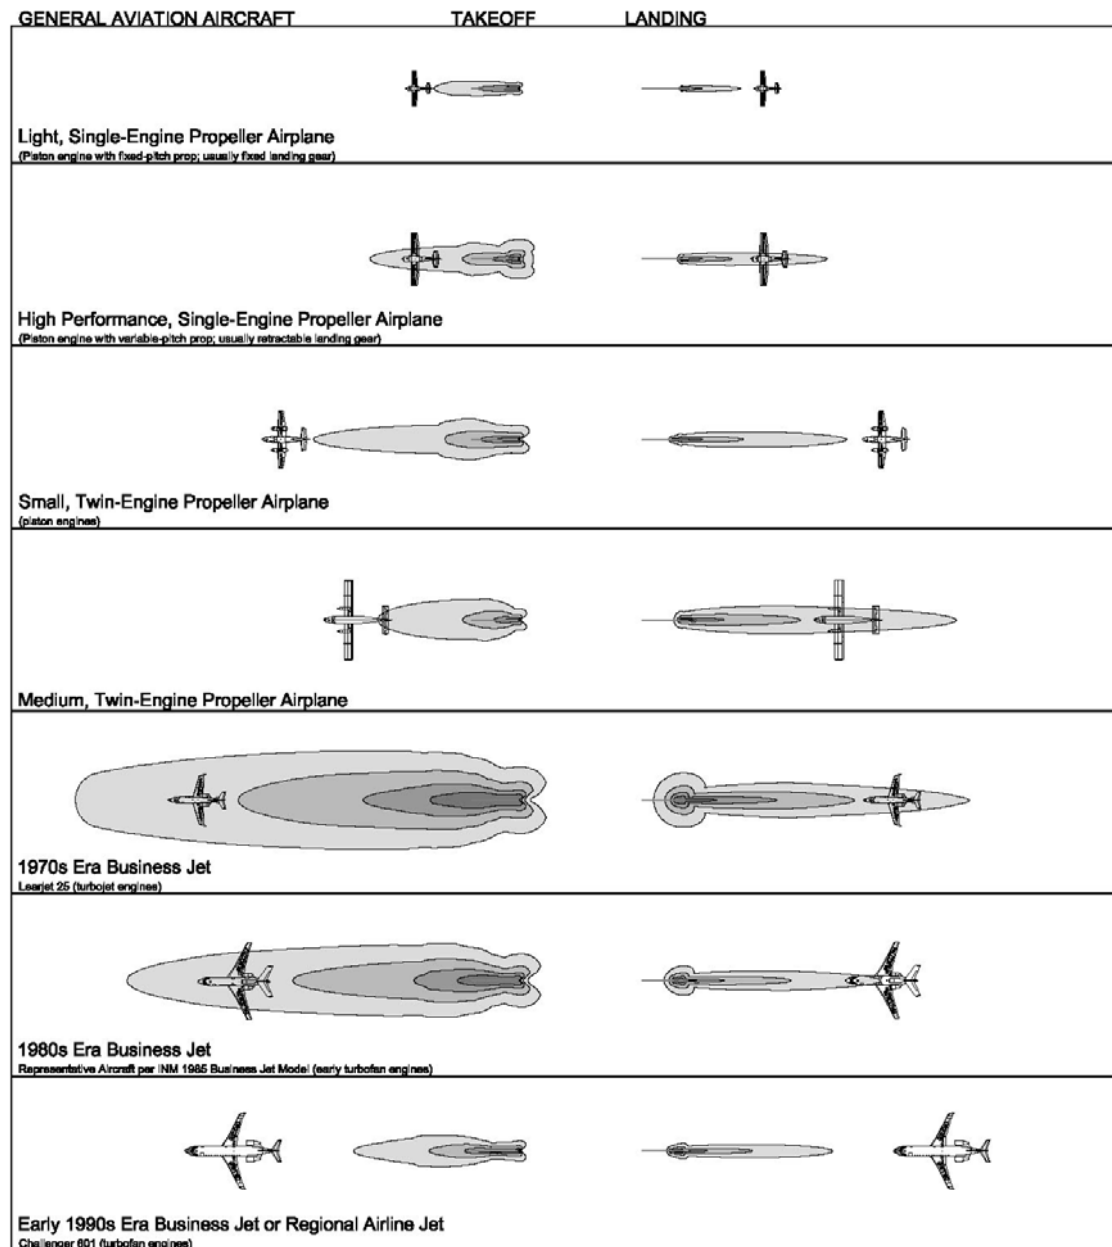 GENERAL AVIATION AIRCRAFT TAKEOFF LANDING
Light, Single-Engine Propeller Airplane
(Piston engine with fixed-pitch prop; usually fixed landing gear)
High Performance, Single-Engine Propeller Airplane
(Piston engine with variable-pitch prop; usually retractable landing gear)
Small, Twin-Engine Propeller Airplane
(piston engines)
Medium, Twin-Engine Propeller Airplane
1970s Era Business Jet
Learjet 25 (turbojet engines)
1980s Era Business Jet
Representative Aircraft per INM 1985 Business Jet Model (early turbofan engines)
Early 1990s Era Business Jet or Regional Airline Jet
Challenger 601 (turbofan engines)